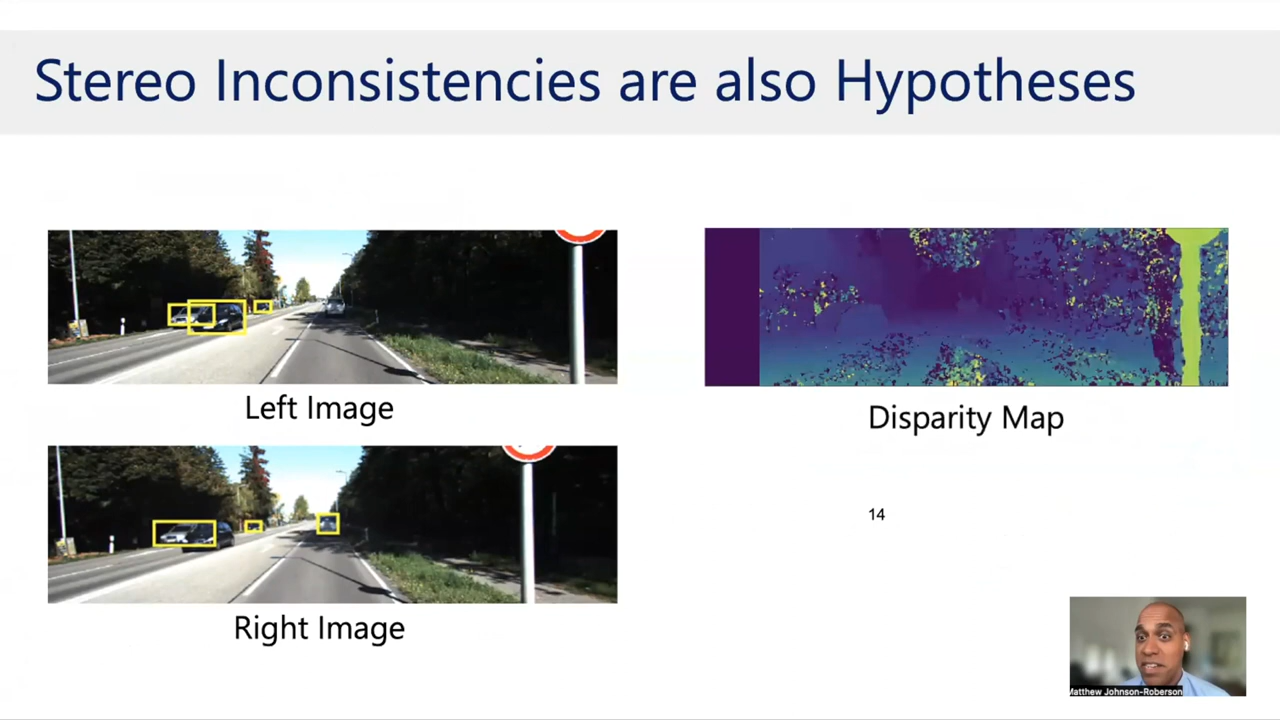 Stereo Inconsistencies are also Hypotheses
Left Image
Disparity Map
14
Right Image
Matthew Johnson-Roberson